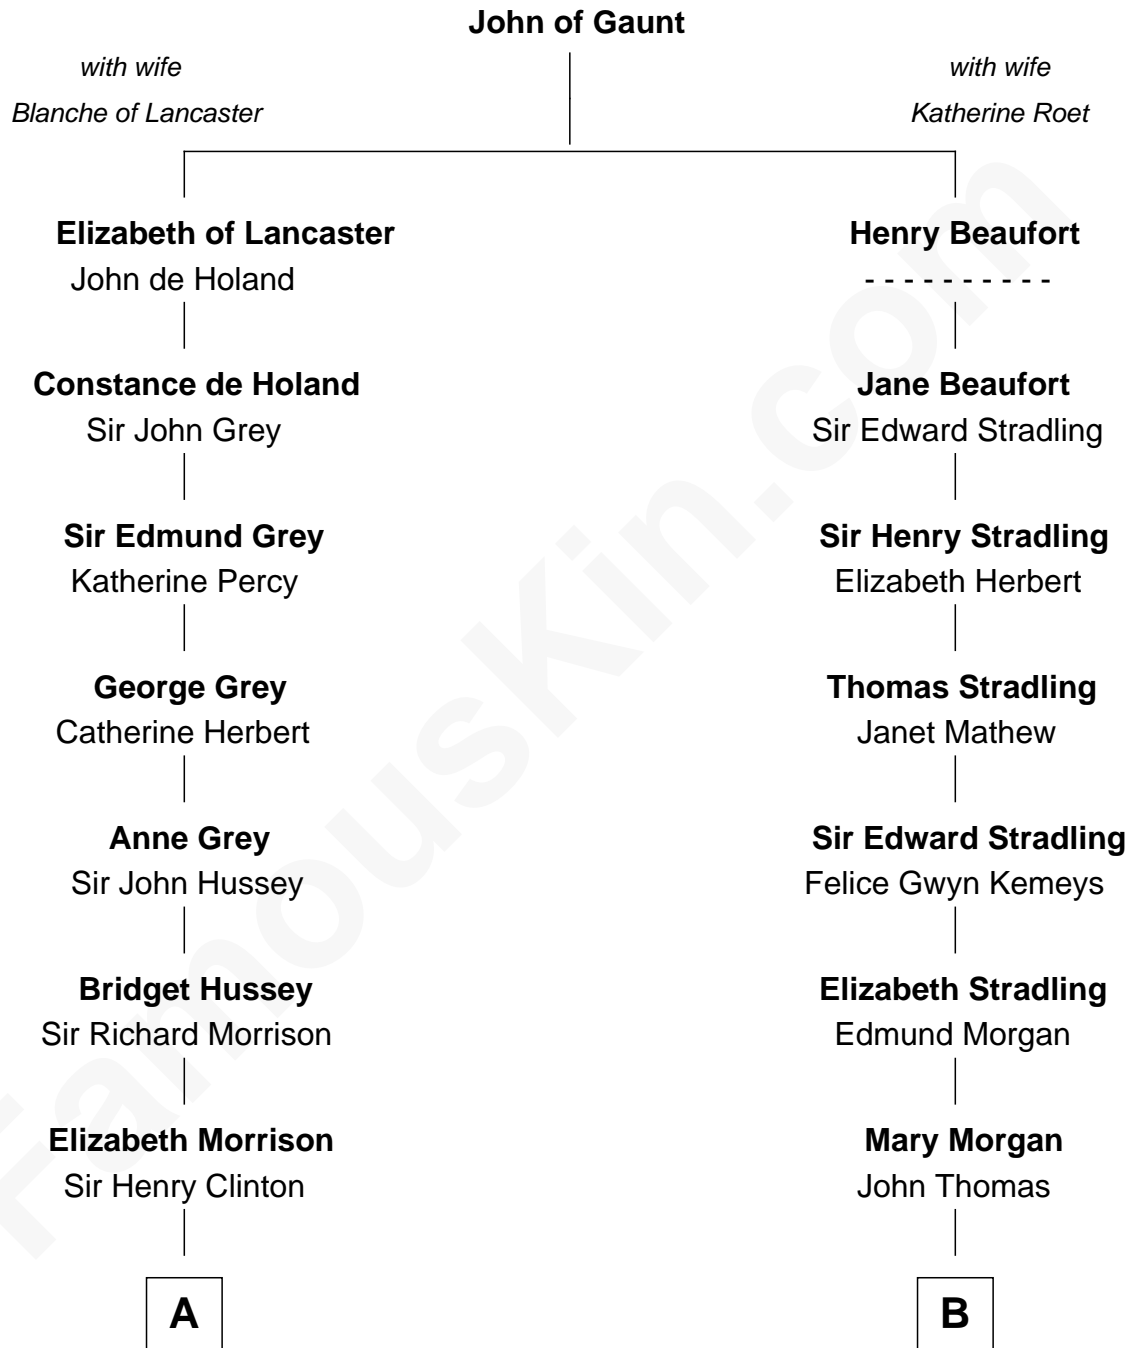 John of Gaunt
with wife
Blanche of Lancaster
with wife
Katherine Roet
Elizabeth of Lancaster
John de Holand
Henry Beaufort
- - - - - - - - - -
Constance de Holand
Sir John Grey
Jane Beaufort
Sir Edward Stradling
Sir Edmund Grey
Katherine Percy
Sir Henry Stradling
Elizabeth Herbert
George Grey
Catherine Herbert
Thomas Stradling
Janet Mathew
Anne Grey
Sir John Hussey
Sir Edward Stradling
Felice Gwyn Kemeys
Bridget Hussey
Sir Richard Morrison
Elizabeth Stradling
Edmund Morgan
Elizabeth Morrison
Sir Henry Clinton
Mary Morgan
John Thomas
A
B
FamousKin.com